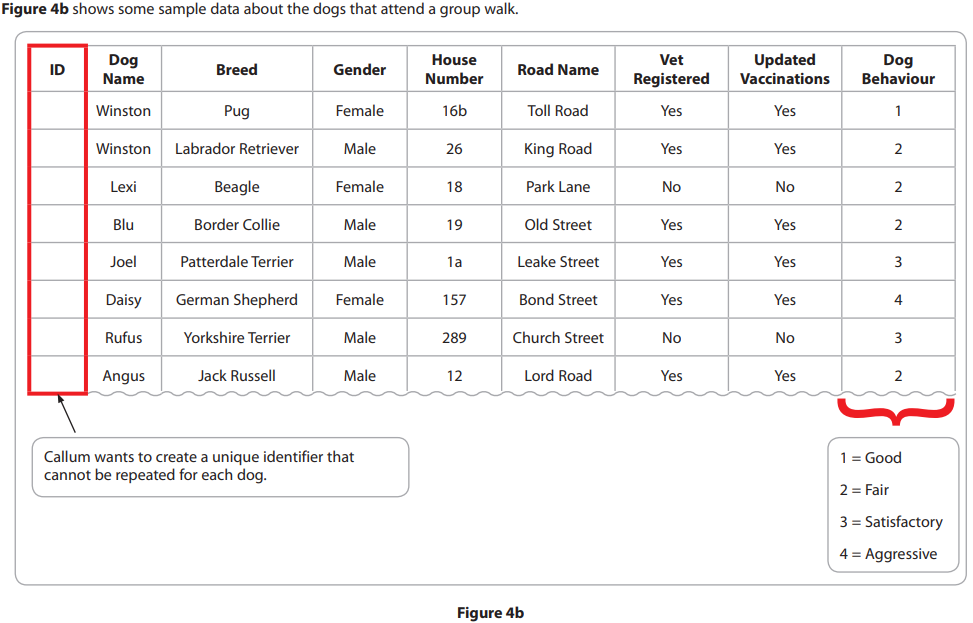 Figure 4b shows some sample data about the dogs that attend a group walk.
ID Dog Name Breed Gender House Number Road Name Vet Registered Updated Vaccinations Dog Behaviour
Winston Pug Female 16b Toll Road Yes Yes 1
Winston Labrador Retriever Male 26 King Road Yes Yes 2
Lexi Beagle Female 18 Park Lane No No 2
Blu Border Collie Male 19 Old Street Yes Yes 2
Joel Patterdale Terrier Male 1a Leake Street Yes Yes 3
Daisy German Shepherd Female 157 Bond Street Yes Yes 4
Rufus Yorkshire Terrier Male 289 Church Street No No 3
Angus Jack Russell Male 12 Lord Road Yes Yes 2
Callum wants to create a unique identifier that
cannot be repeated for each dog.
1 = Good
2 = Fair
3 = Satisfactory
4 = Aggressive
Figure 4b